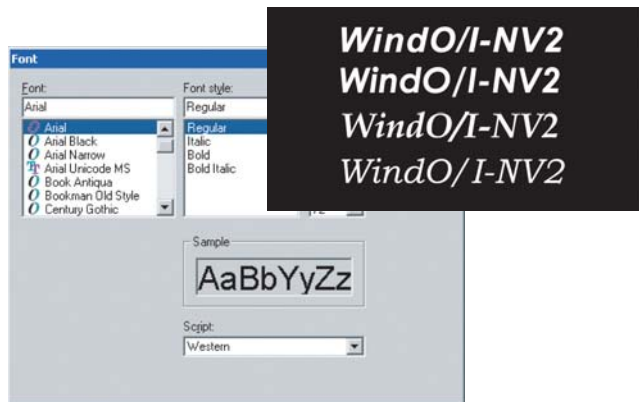 WindO/I-NV2
WindO/I-NV2
WindO/I-NV2
WindO/I-NV2
Font
Font:
Arial
Arial
Arial Black
Arial Narrow
Arial Unicode MS
Book Antiqua
Bookman Old Style
Century Gothic
Font style:
Regular
Regular
Italic
Bold
Bold Italic
Sample
AaBbYyZz
Script:
Western